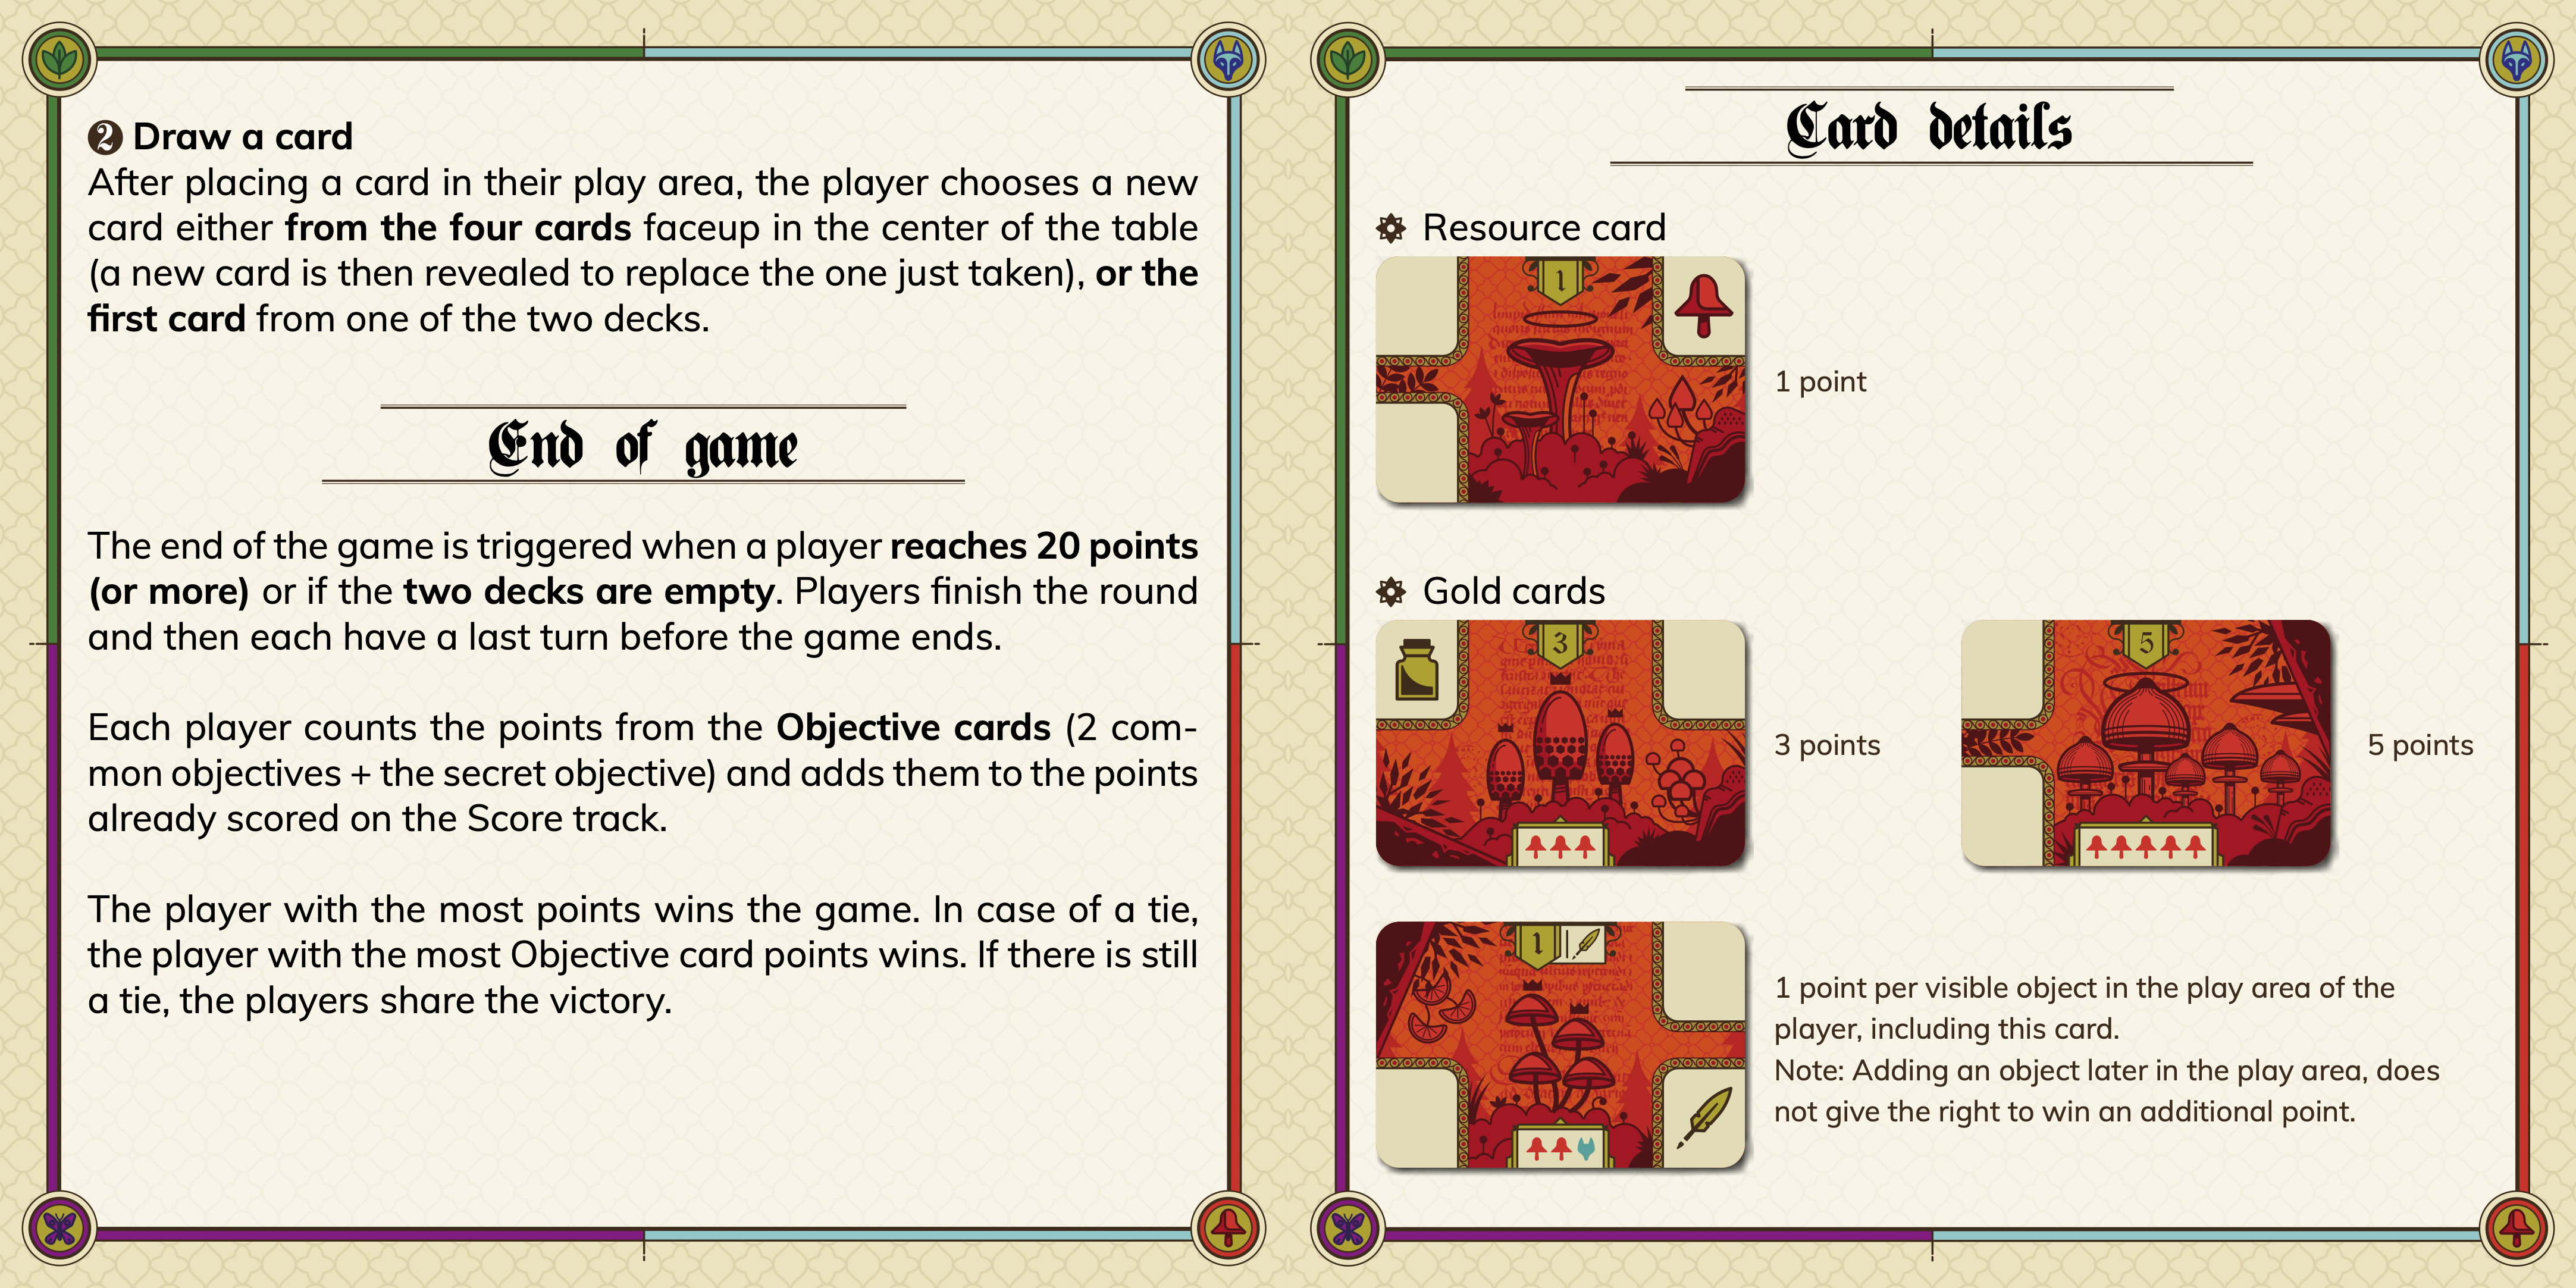 2 Draw a card
After placing a card in their play area, the player chooses a new
card either from the four cards faceup in the center of the table
(a new card is then revealed to replace the one just taken), or the
first card from one of the two decks.
End of game
The end of the game is triggered when a player reaches 20 points
(or more) or if the two decks are empty. Players finish the round
and then each have a last turn before the game ends.
Each player counts the points from the Objective cards (2 com-
mon objectives + the secret objective) and adds them to the points
already scored on the Score track.
The player with the most points wins the game. In case of a tie,
the player with the most Objective card points wins. If there is still
a tie, the players share the victory.
Card details
Resource card
1
1 point
Gold cards
3
3 points
5
5 points
1
1 point per visible object in the play area of the
player, including this card.
Note: Adding an object later in the play area, does
not give the right to win an additional point.